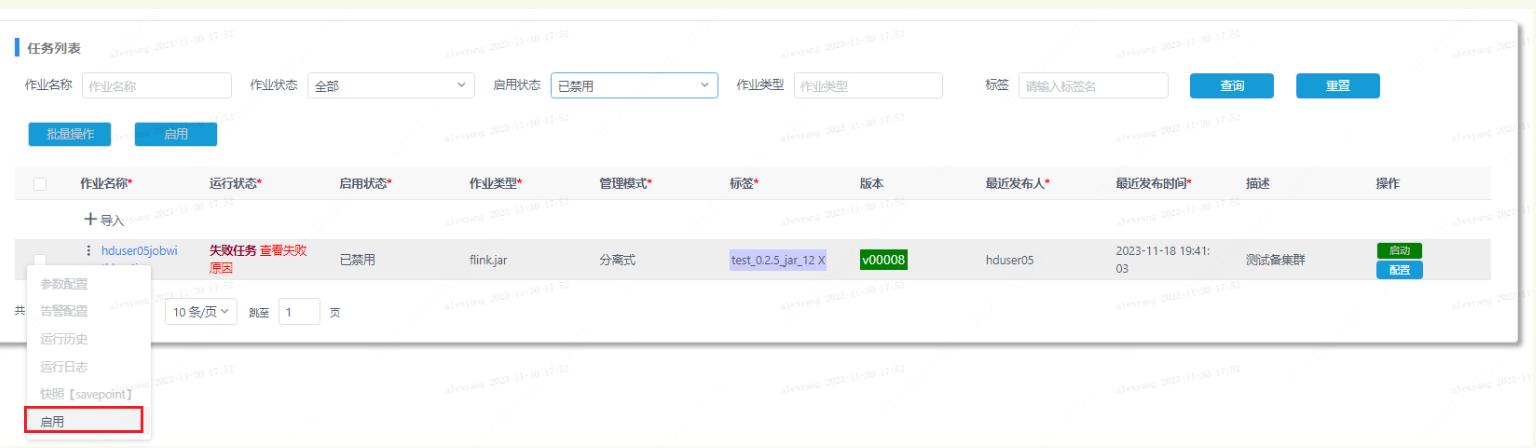 任务列表
作业名称 作业名称 作业状态 全部 启用状态 已禁用 作业类型 作业类型 标签 请输入标签名 查询 重置
批量操作 启用
作业名称* 运行状态* 启用状态* 作业类型* 管理模式* 标签* 版本 最近发布人* 最近发布时间* 描述 操作
+导入
hduser05jobwi 失败任务 查看失败 已禁用 flink,jar 分离式 test_0.2.5_jar_12 X v00008 hduser05 2023-11-18 19:41: 测试备集群 启动
原因 03 配置
参数配置
共 10 条/页 跳至 1 页
告警配置
运行历史
运行日志
快照【savepoint】
启用
alexyang 2023-11-30 17:52